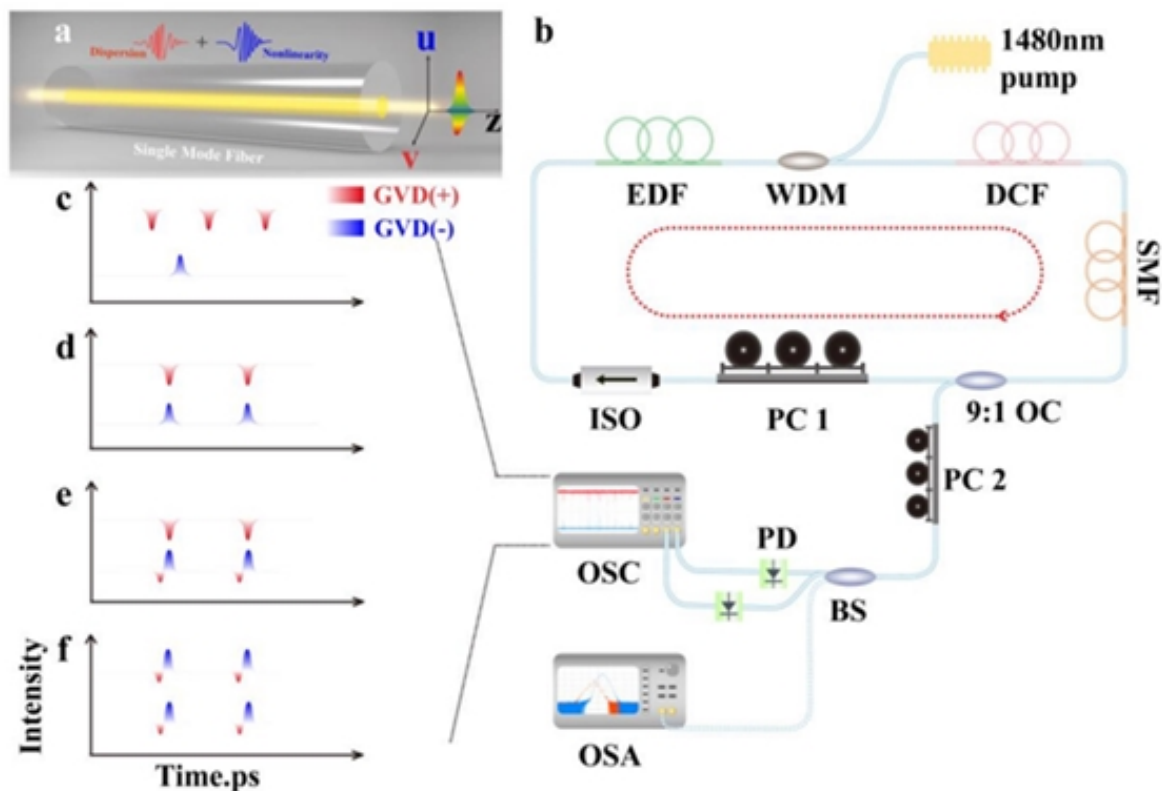 a
Dispersion
+
Nonlinearity
u
z
v
Single Mode Fiber
b
1480nm
pump
EDF
WDM
DCF
SMF
ISO
PC 1
9:1 OC
PC 2
PD
OSC
BS
OSA
c
GVD(+)
GVD(-)
d
e
f
Intensity
Time.ps